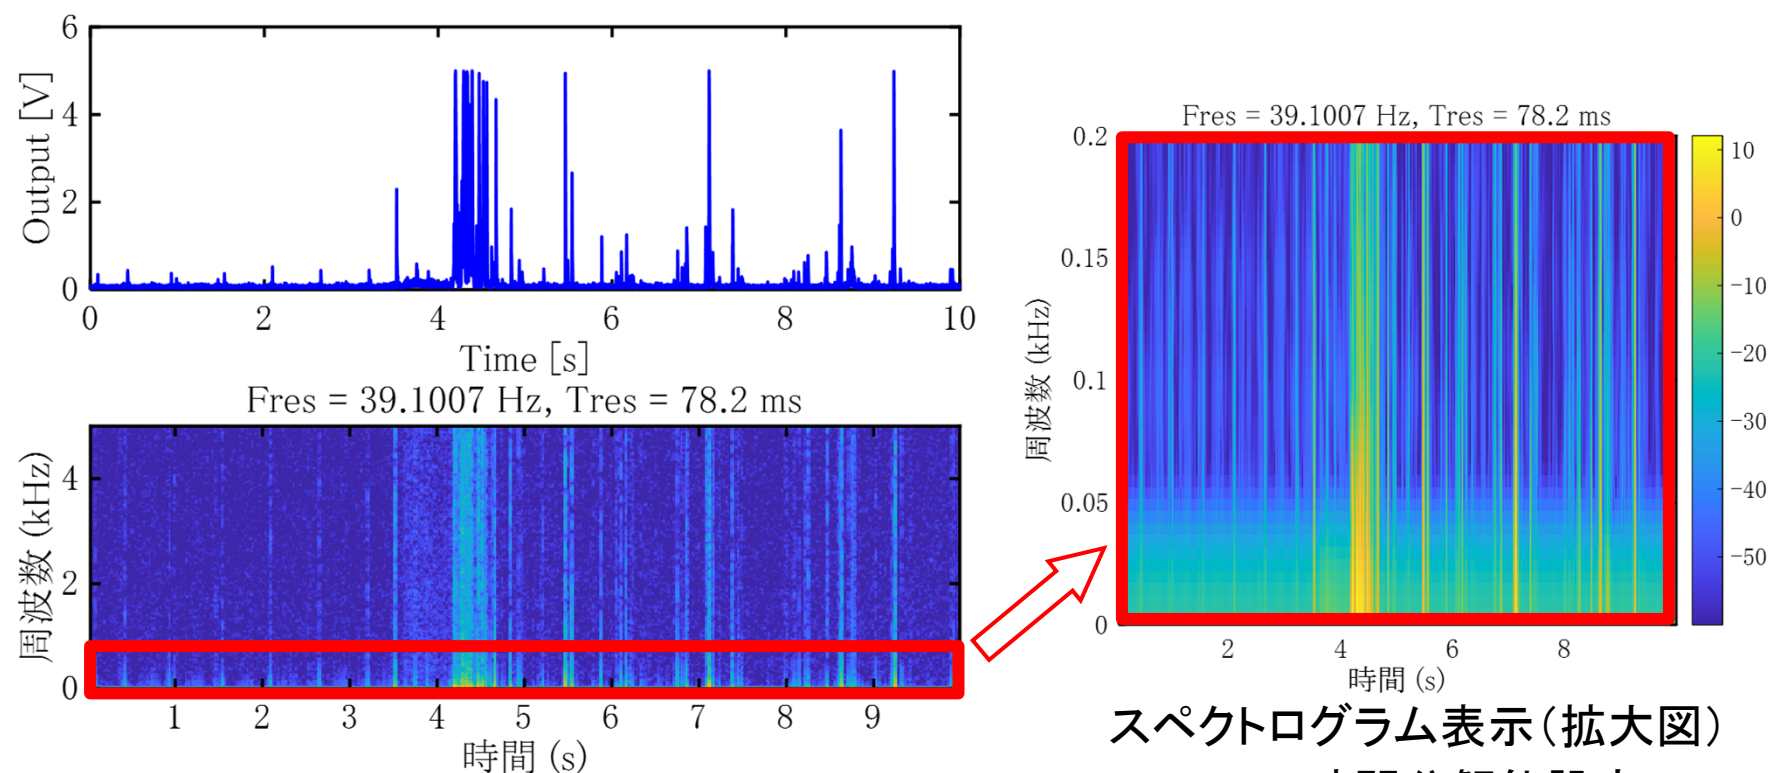 6
4
2
0
Output [V]
0 2 4 6 8 10
Time [s]
Fres = 39.1007 Hz, Tres = 78.2 ms
4
2
0
周波数 (kHz)
1 2 3 4 5 6 7 8 9
時間 (s)
Fres = 39.1007 Hz, Tres = 78.2 ms
0.2
0.15
0.1
0.05
0
周波数 (kHz)
2 4 6 8
時間 (s)
10
0
−10
−20
−30
−40
−50
スペクトログラム表示（拡大図）